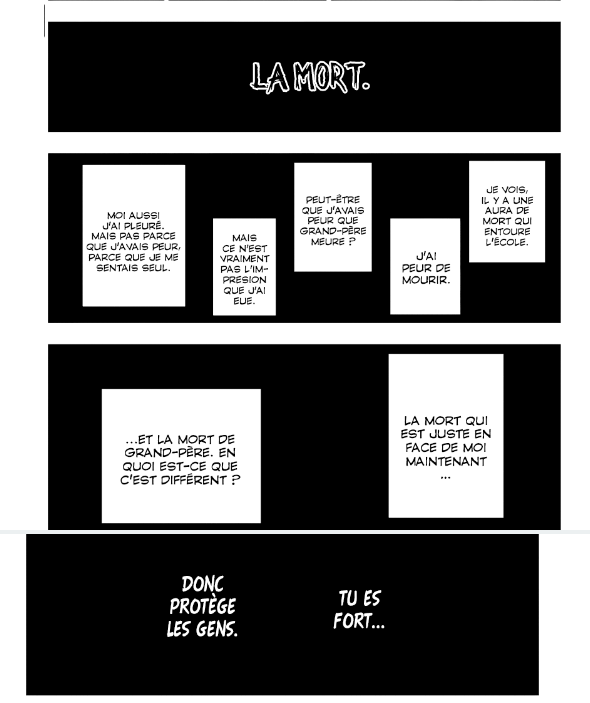 LA MORT.
JE VOIS,
IL Y A UNE
AURA DE
MORT QUI
ENTOURE
L'ÉCOLE.
J'AI
PEUR DE
MOURIR.
PEUT-ÊTRE
QUE J'AVAIS
PEUR QUE
GRAND-PÈRE
MEURE ?
MAIS
CE N'EST
VRAIMENT
PAS L'IM-
PRESION
QUE J'AI
EUE.
MOI AUSSI
J'AI PLEURÉ.
MAIS PAS PARCE
QUE J'AVAIS PEUR,
PARCE QUE JE ME
SENTAIS SEUL.
LA MORT QUI
EST JUSTE EN
FACE DE MOI
MAINTENANT
...
...ET LA MORT DE
GRAND-PÈRE. EN
QUOI EST-CE QUE
C'EST DIFFÉRENT ?
TU ES
FORT...
DONC
PROTÈGE
LES GENS.